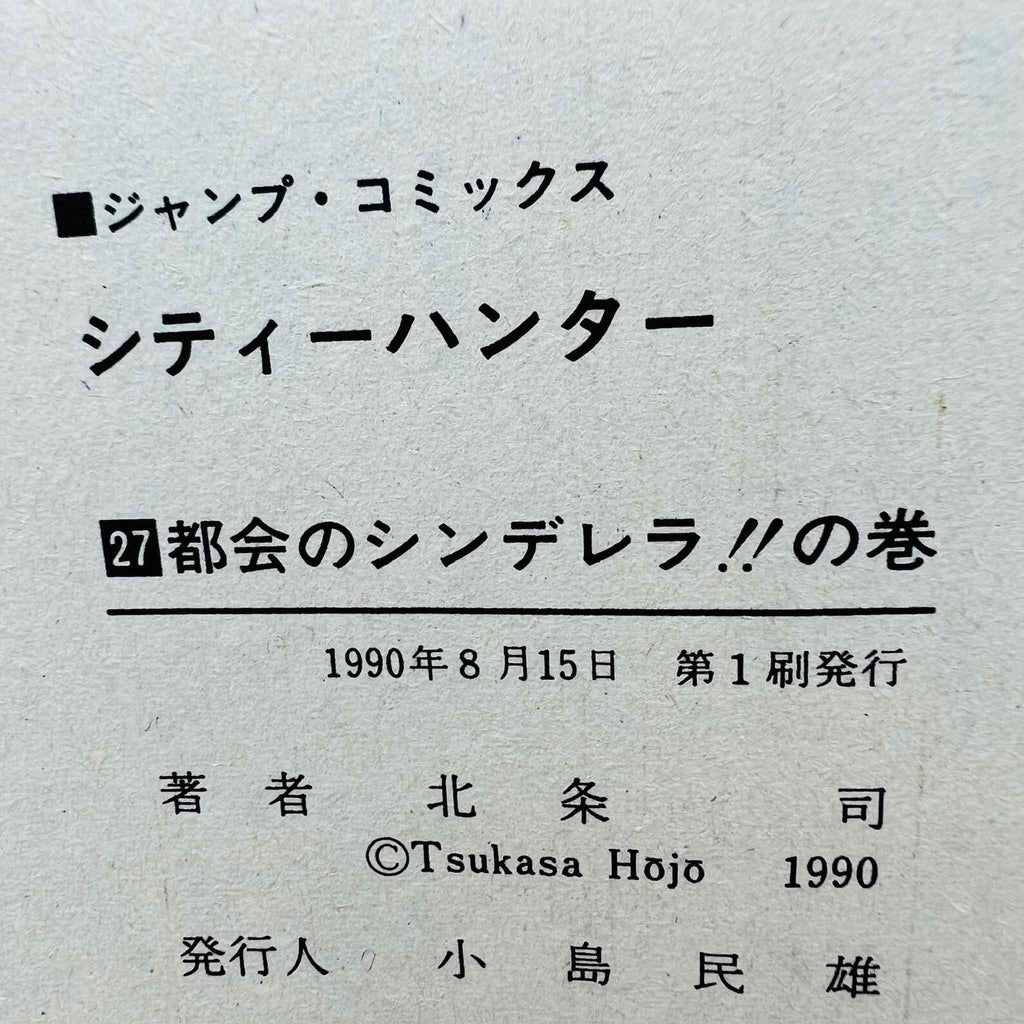 ■ジャンプ・コミックス
シティーハンター
27都会のシンデレラ!!の巻
1990年8月15日 第1刷発行
著者 北条司
©Tsukasa Hōjō 1990
発行人 小島民雄